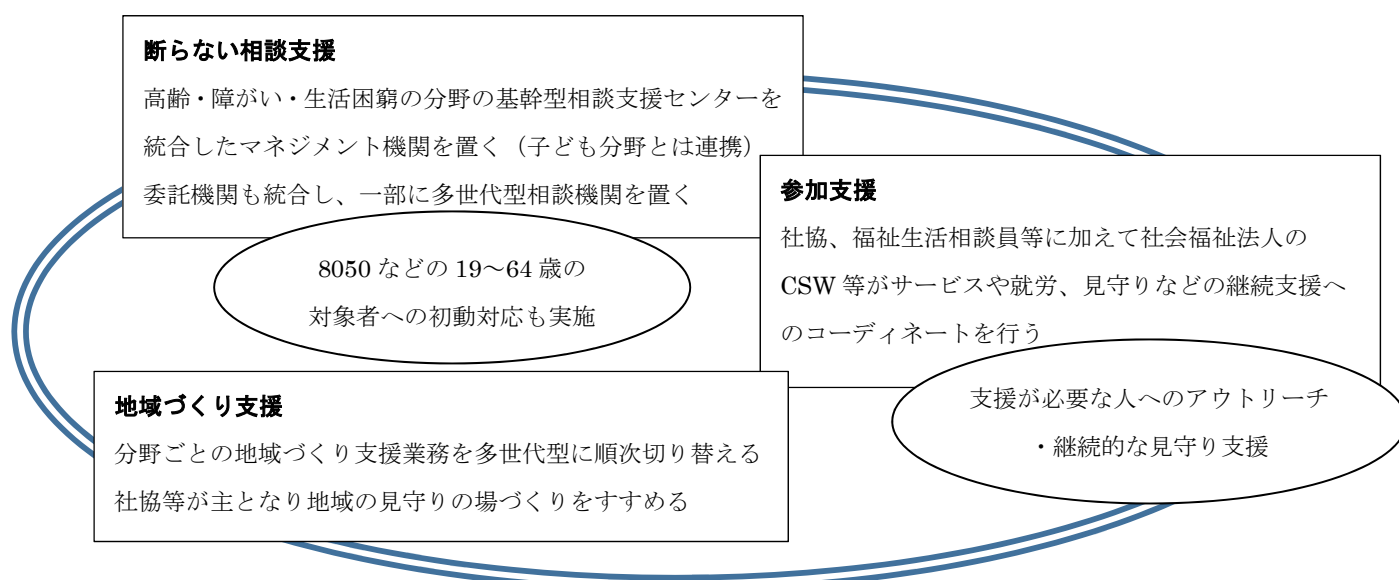 断らない相談支援
高齢・障がい・生活困窮の分野の基幹型相談支援センターを
統合したマネジメント機関を置く（子ども分野とは連携）
委託機関も統合し、一部に多世代型相談機関を置く
8050などの19～64歳の
対象者への初動対応も実施
参加支援
社協、福祉生活相談員等に加えて社会福祉法人の
CSW等がサービスや就労、見守りなどの継続支援へ
のコーディネートを行う
支援が必要な人へのアウトリーチ
・継続的な見守り支援
地域づくり支援
分野ごとの地域づくり支援業務を多世代型に順次切り替える
社協等が主となり地域の見守りの場づくりをすすめる